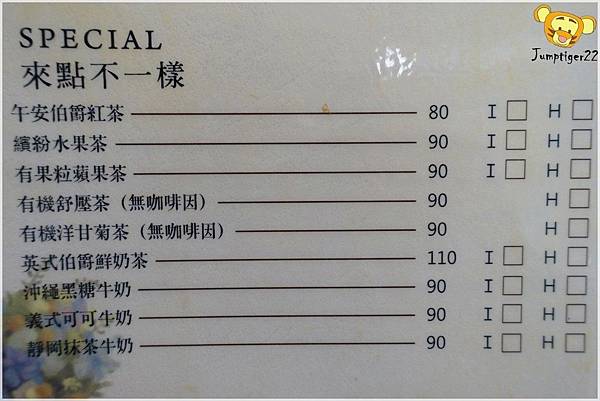 SPECIAL
來點不一樣
午安伯爵紅茶 80 I □ H □
繽紛水果茶 90 I □ H □
有果粒蘋果茶 90 I □ H □
有機舒壓茶（無咖啡因） 90 H □
有機洋甘菊茶（無咖啡因） 90 H □
英式伯爵鮮奶茶 110 I □ H □
沖繩黑糖牛奶 90 I □ H □
義式可可牛奶 90 I □ H □
靜岡抹茶牛奶 90 I □ H □
Jumptiger22